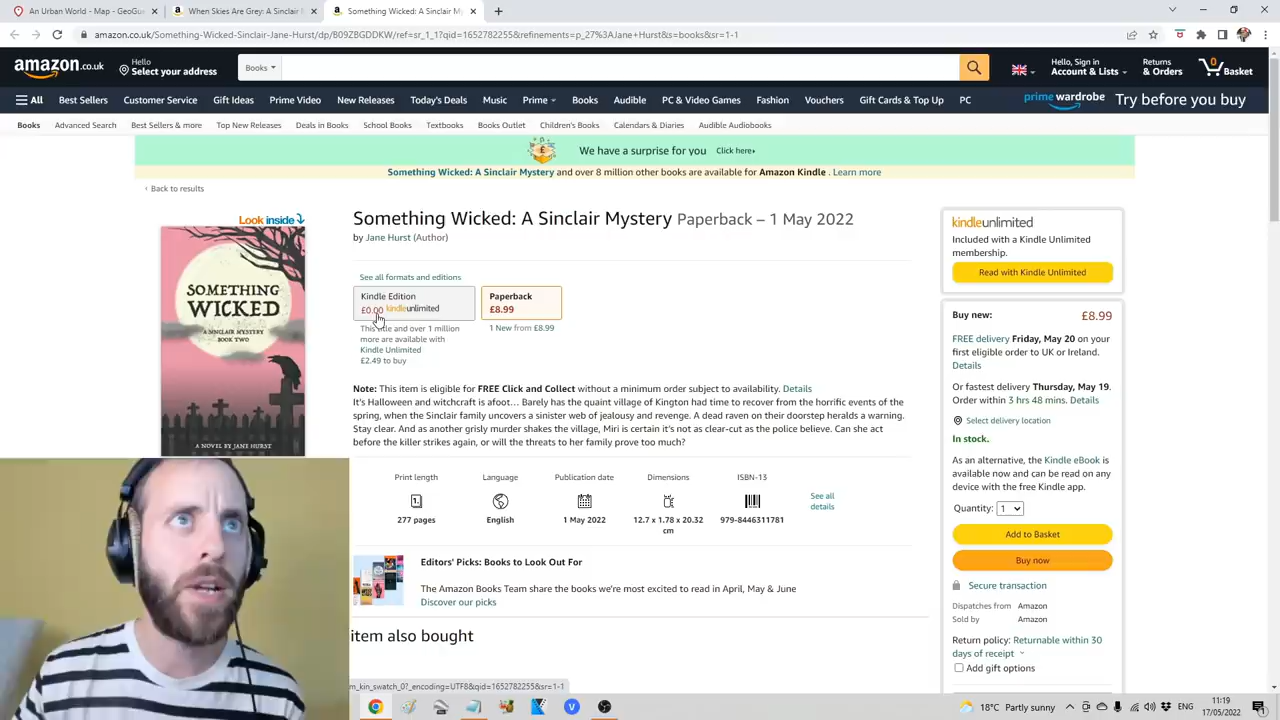 An Urban World - Map - GeoGue
When Skies Are Grey: A Sinclair M
Something Wicked: A Sinclair My
amazon.co.uk/Something-Wicked-Sinclair-Jane-Hurst/dp/B09ZBGDDKW/ref=sr_1_1?qid=1652782255&refinements=p_27%3AJane+Hurst&s=books&sr=1-1
amazon.co.uk
Hello
Select your address
Books
Hello, Sign in
Account & Lists
Returns
& Orders
0
Basket
All
Best Sellers
Customer Service
Gift Ideas
Prime Video
New Releases
Today's Deals
Music
Prime
Books
Audible
PC & Video Games
Fashion
Vouchers
Gift Cards & Top Up
PC
prime
wardrobe
Try before you buy
Books
Advanced Search
Best Sellers & more
Top New Releases
Deals in Books
School Books
Textbooks
Books Outlet
Children's Books
Calendars & Diaries
Audible Audiobooks
We have a surprise for you Click here
Something Wicked: A Sinclair Mystery and over 8 million other books are available for Amazon Kindle . Learn more
‹ Back to results
Look inside
SOMETHING
WICKED
A SINCLAIR MYSTERY
BOOK TWO
A NOVEL BY JANE HURST
Something Wicked: A Sinclair Mystery Paperback – 1 May 2022
by Jane Hurst (Author)
See all formats and editions
Kindle Edition
£0.00 kindleunlimited
Paperback
£8.99
This title and over 1 million
more are available with
Kindle Unlimited
£2.49 to buy
1 New from £8.99
Note: This item is eligible for FREE Click and Collect without a minimum order subject to availability. Details
It's Halloween and witchcraft is afoot... Barely has the quaint village of Kington had time to recover from the horrific events of the
spring, when the Sinclair family uncovers a sinister web of jealousy and revenge. A dead raven on their doorstep heralds a warning.
Stay clear. And as another grisly murder shakes the village, Miri is certain it's not as clear-cut as the police believe. Can she act
before the killer strikes again, or will the threats to her family prove too much?
Print length
277 pages
Language
English
Publication date
1 May 2022
Dimensions
12.7 x 1.78 x 20.32
cm
ISBN-13
979-8446311781
See all
details
Editors' Picks: Books to Look Out For
The Amazon Books Team share the books we're most excited to read in April, May & June
Discover our picks
item also bought
kindleunlimited
Included with a Kindle Unlimited
membership.
Read with Kindle Unlimited
Buy new: £8.99
FREE delivery Friday, May 20 on your
first eligible order to UK or Ireland.
Details
Or fastest delivery Thursday, May 19.
Order within 3 hrs 48 mins. Details
Select delivery location
In stock.
As an alternative, the Kindle eBook is
available now and can be read on any
device with the free Kindle app.
Quantity: 1
Add to Basket
Buy now
Secure transaction
Dispatches from Amazon
Sold by Amazon
Return policy: Returnable within 30
days of receipt
Add gift options
m_kin_swatch_0?_encoding=UTF8&qid=1652782255&sr=1-1
18°C Partly sunny
11:19
17/05/2022